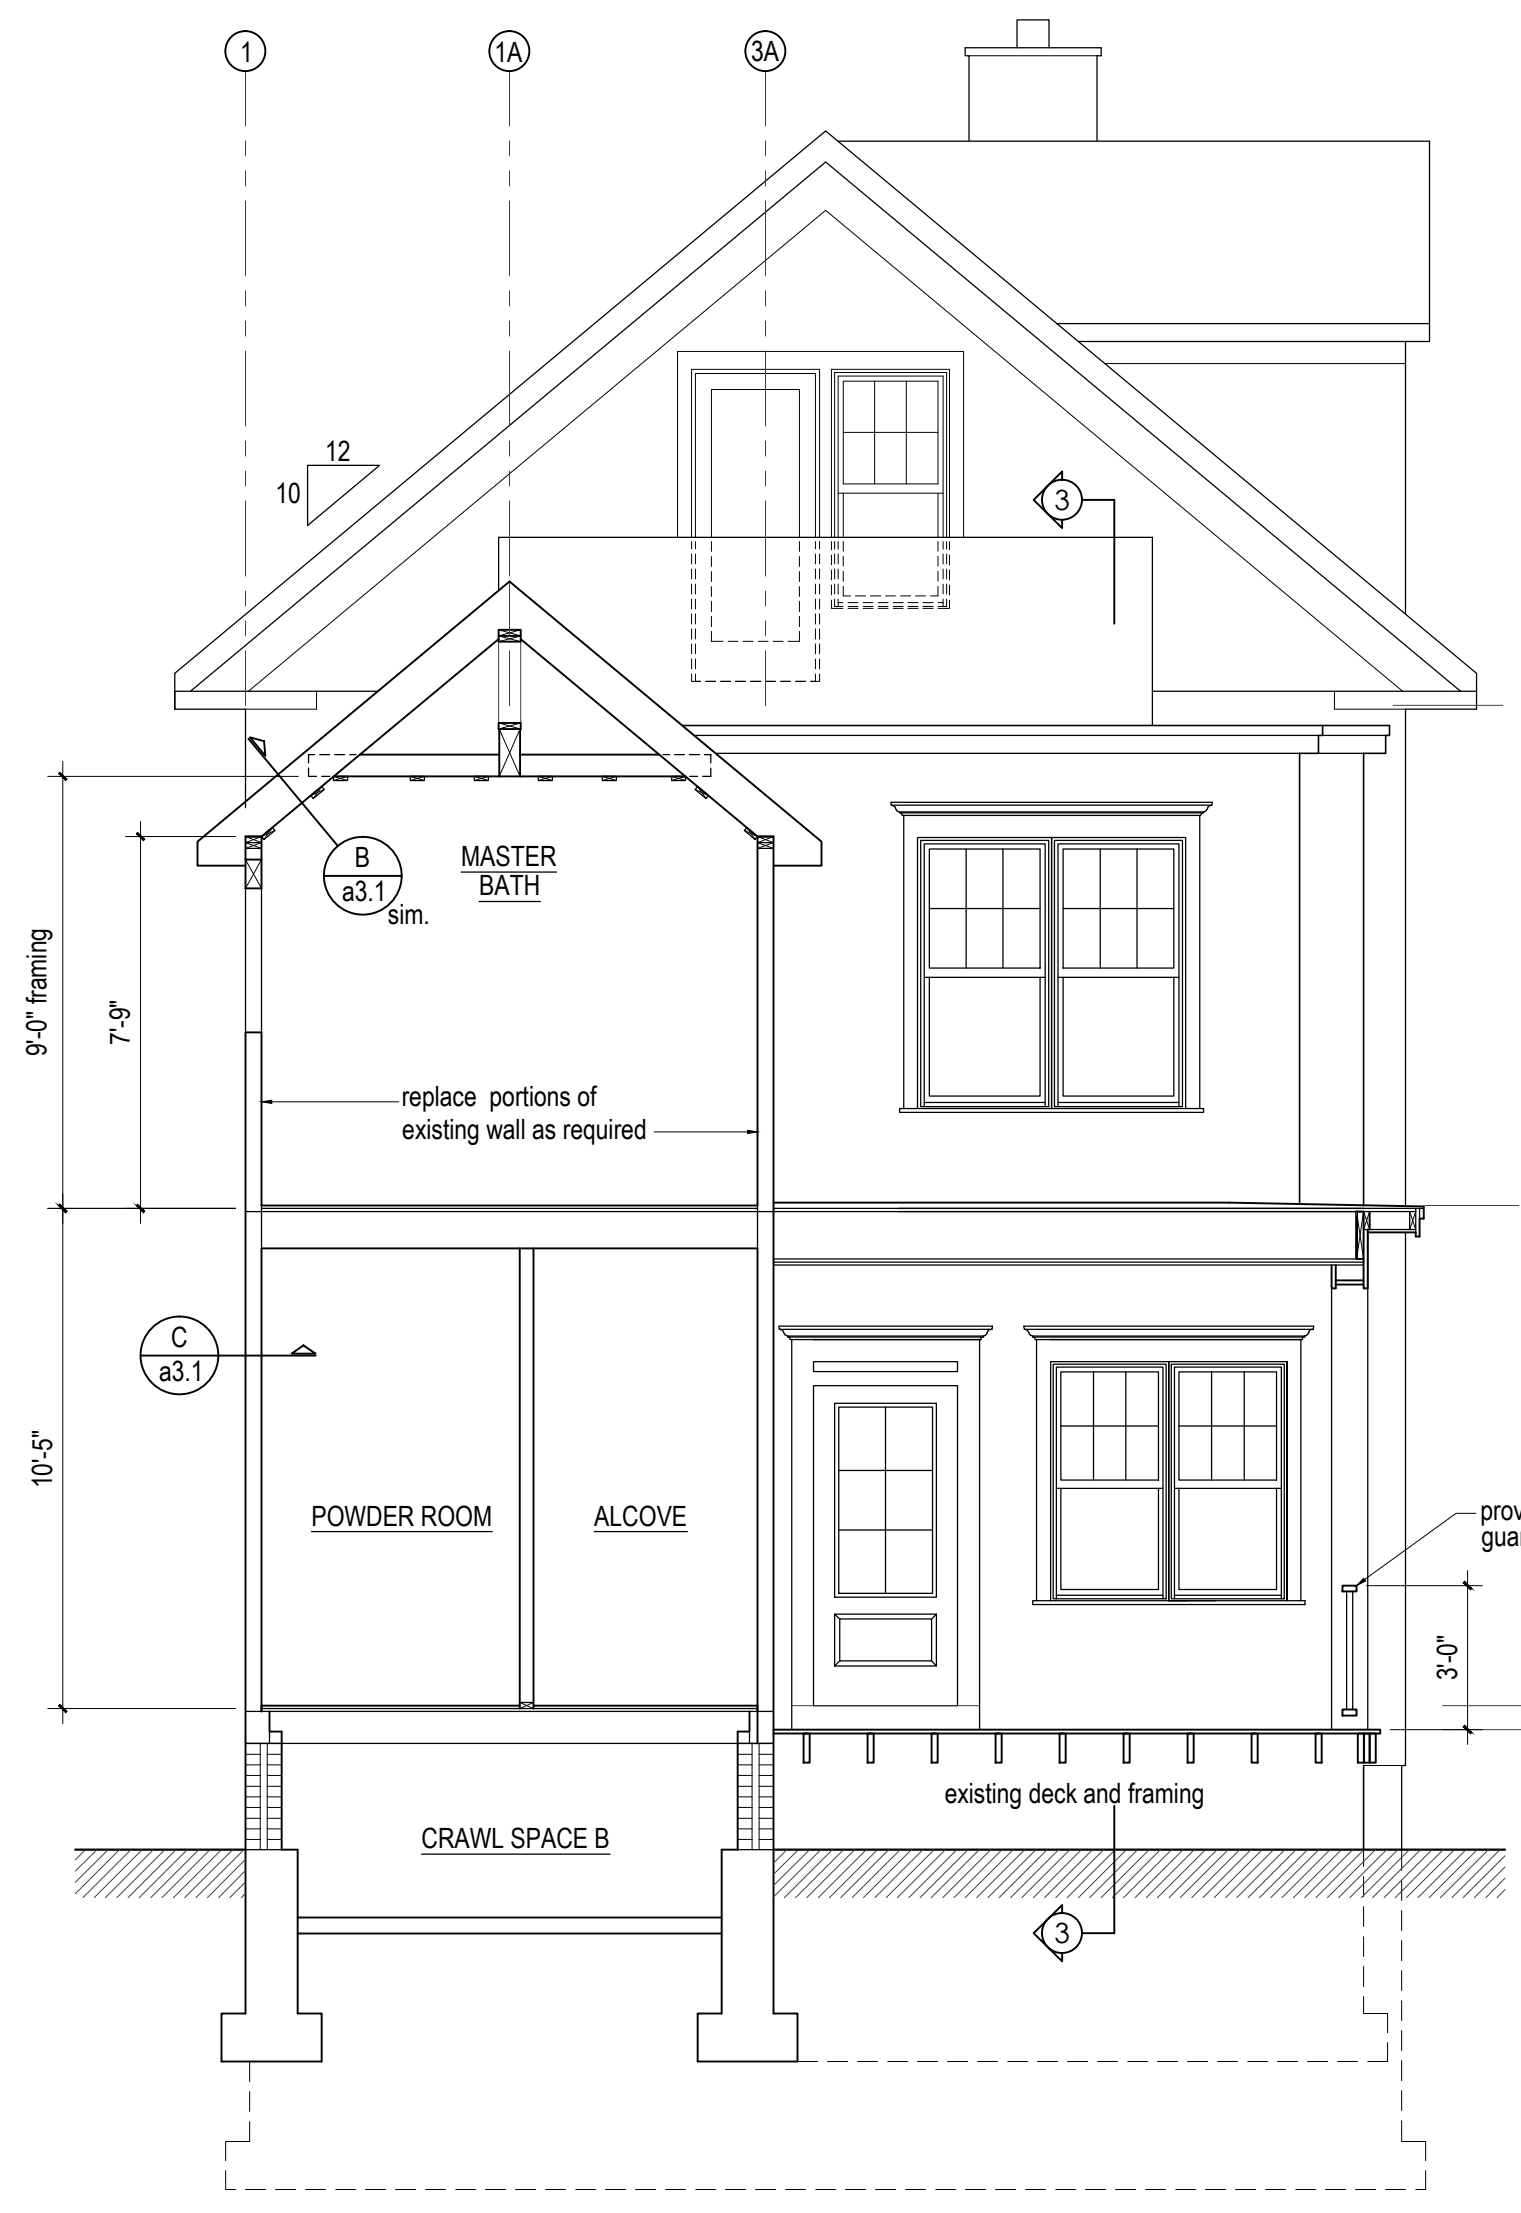 1
1A
3A
12
10
3
B
a3.1
sim.
MASTER
BATH
9'-0" framing
7'-9"
replace portions of
existing wall as required
C
a3.1
10'-5"
POWDER ROOM
ALCOVE
prov
guar
3'-0"
existing deck and framing
CRAWL SPACE B
3